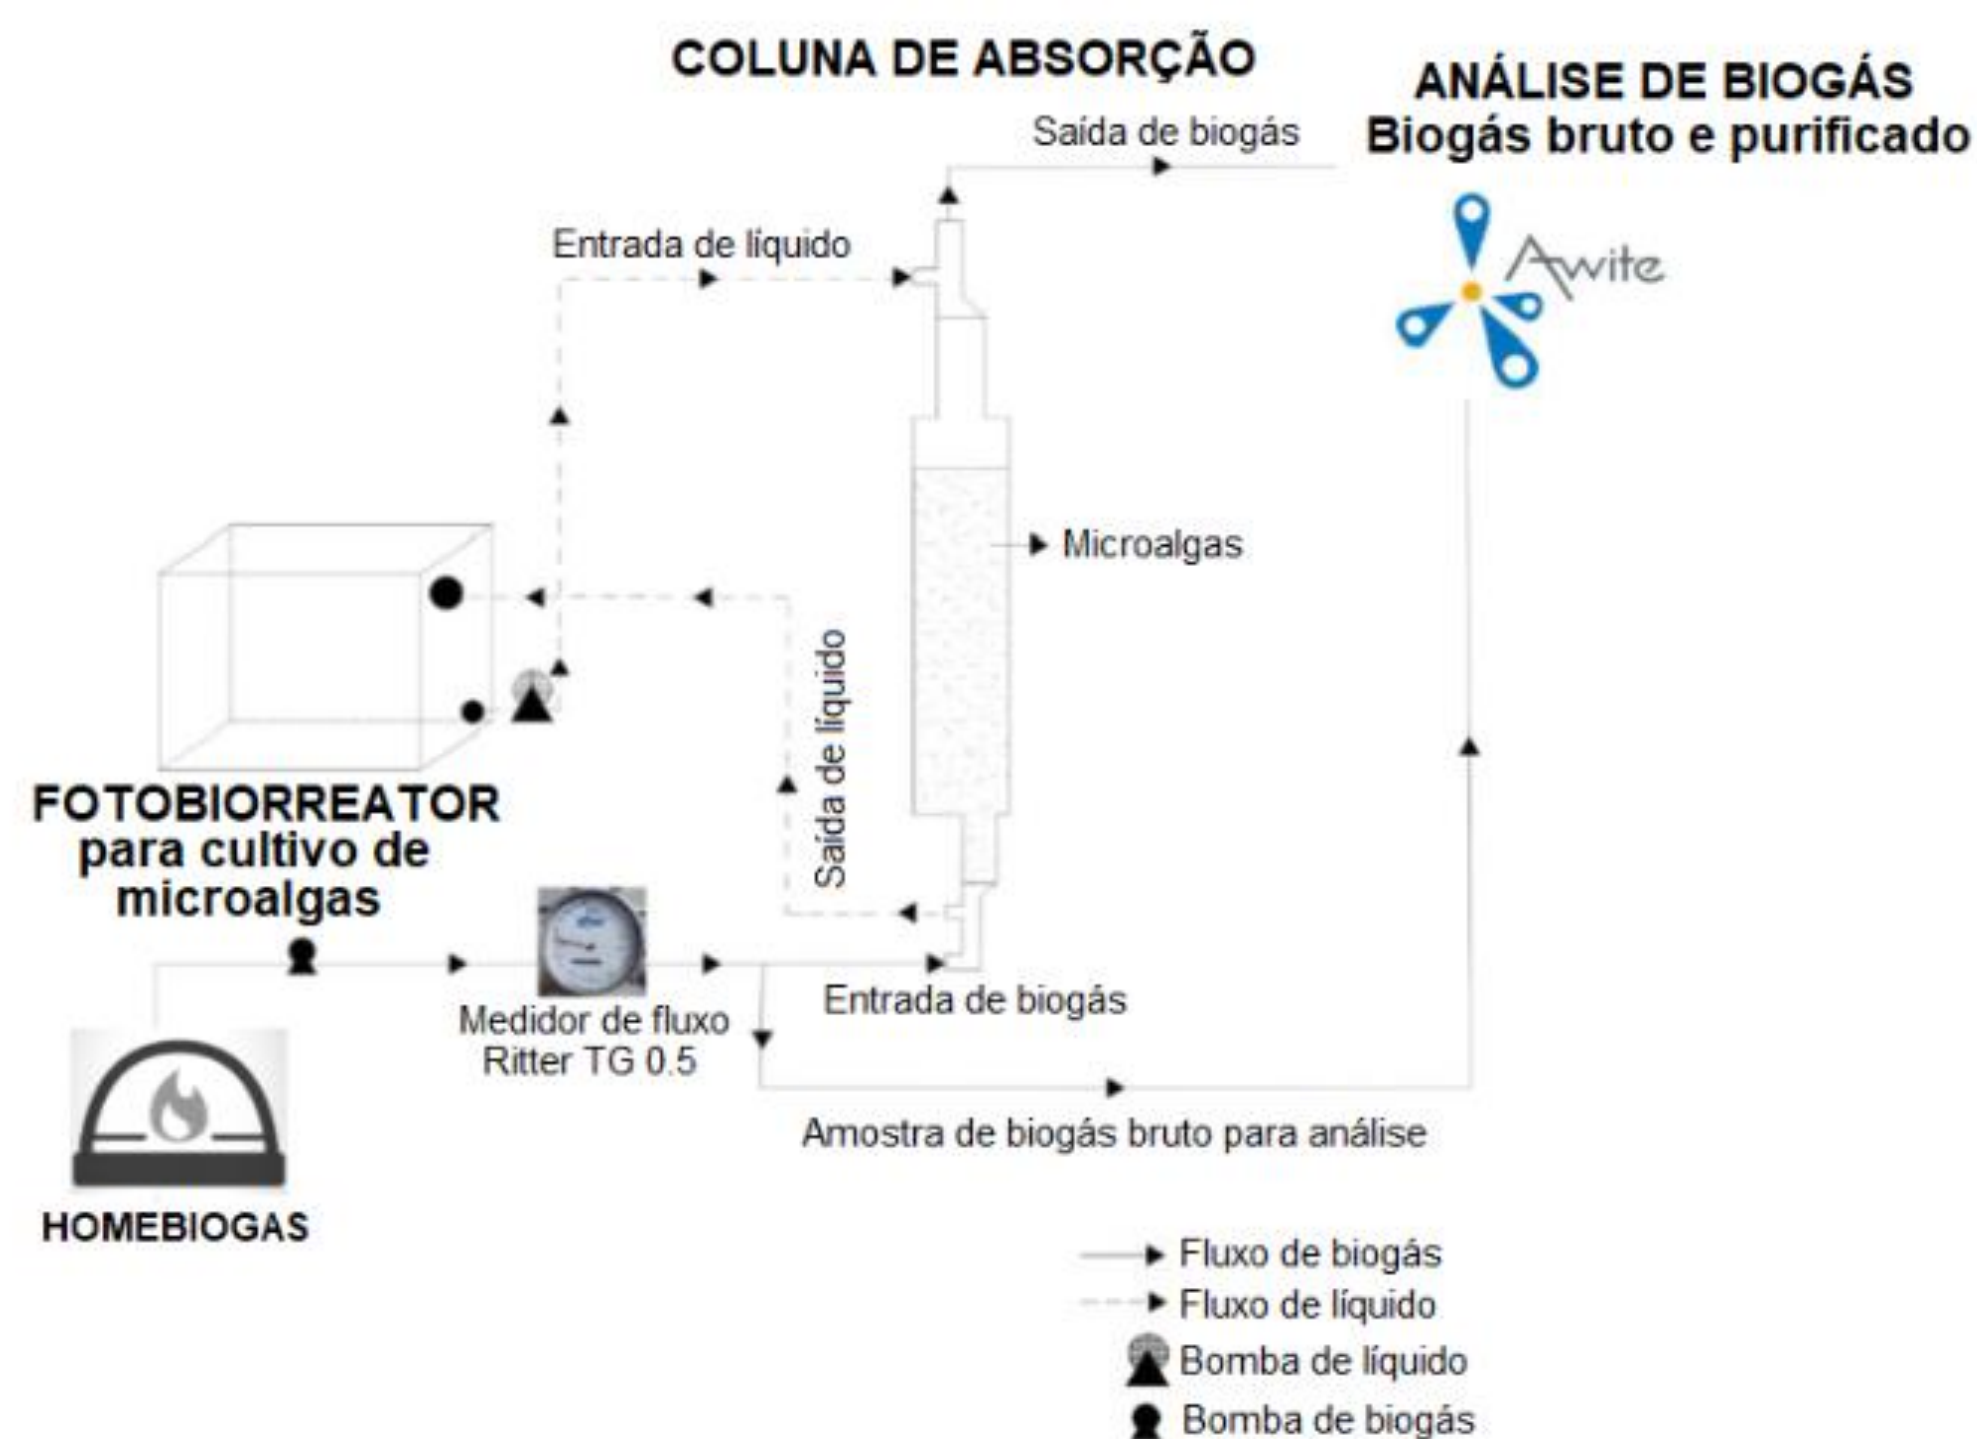 COLUNA DE ABSORÇÃO
ANÁLISE DE BIOGÁS
Biogás bruto e purificado
Saída de biogás
Entrada de líquido
Awite
Microalgas
Saída de líquido
FOTOBIORREATOR
para cultivo de
microalgas
Medidor de fluxo
Ritter TG 0.5
Entrada de biogás
Amostra de biogás bruto para análise
HOMEBIOGAS
Fluxo de biogás
Fluxo de líquido
Bomba de líquido
Bomba de biogás